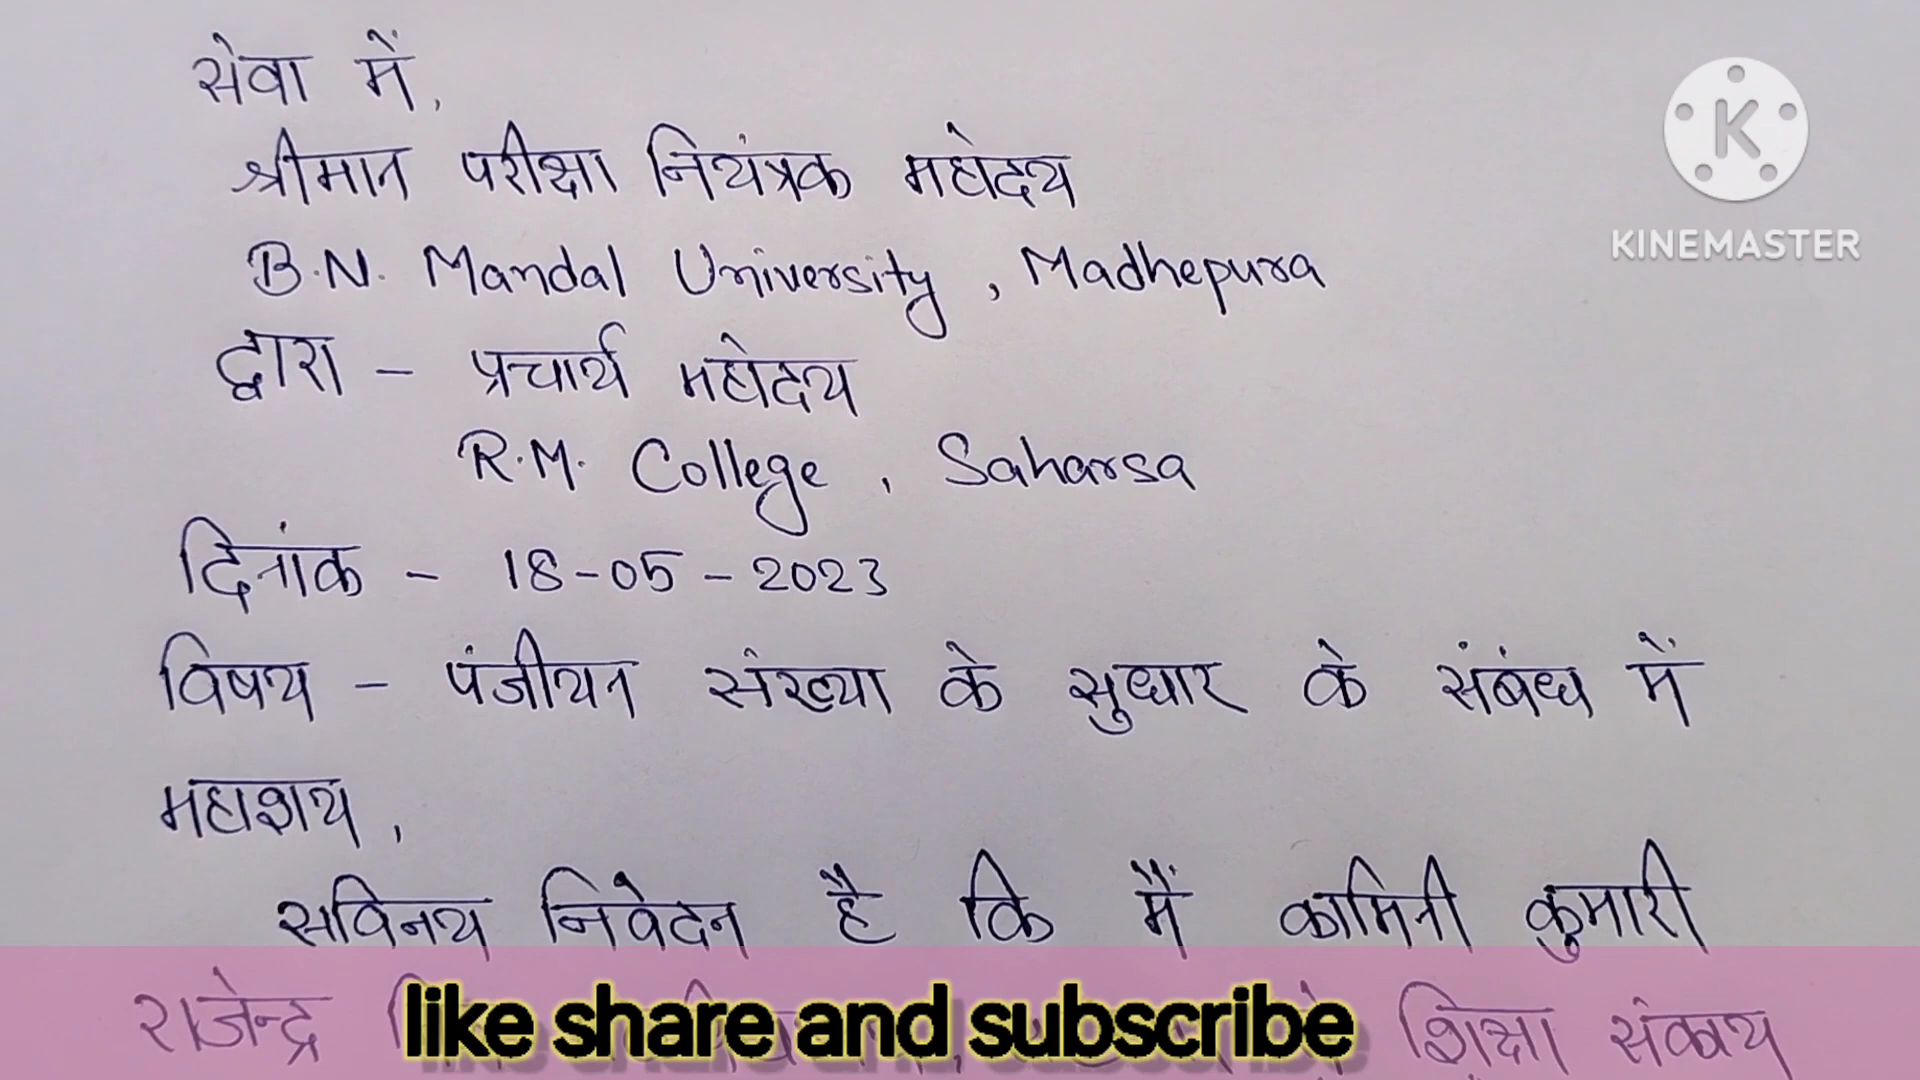 सेवा में,
श्रीमान परीक्षा नियंत्रक महोदय
B.N. Mandal University, Madhepura
द्वारा - प्रचार्य महोदय
R.M. College, Saharsa
दिनांक - 18-05-2023
विषय - पंजीयन संख्या के सुधार के संबंध में
महाशय,
सविनय निवेदन है कि मैं कामिनी कुमारी
राजेन्द्र शिक्षा संकाय
like share and subscribe
K
KINEMASTER